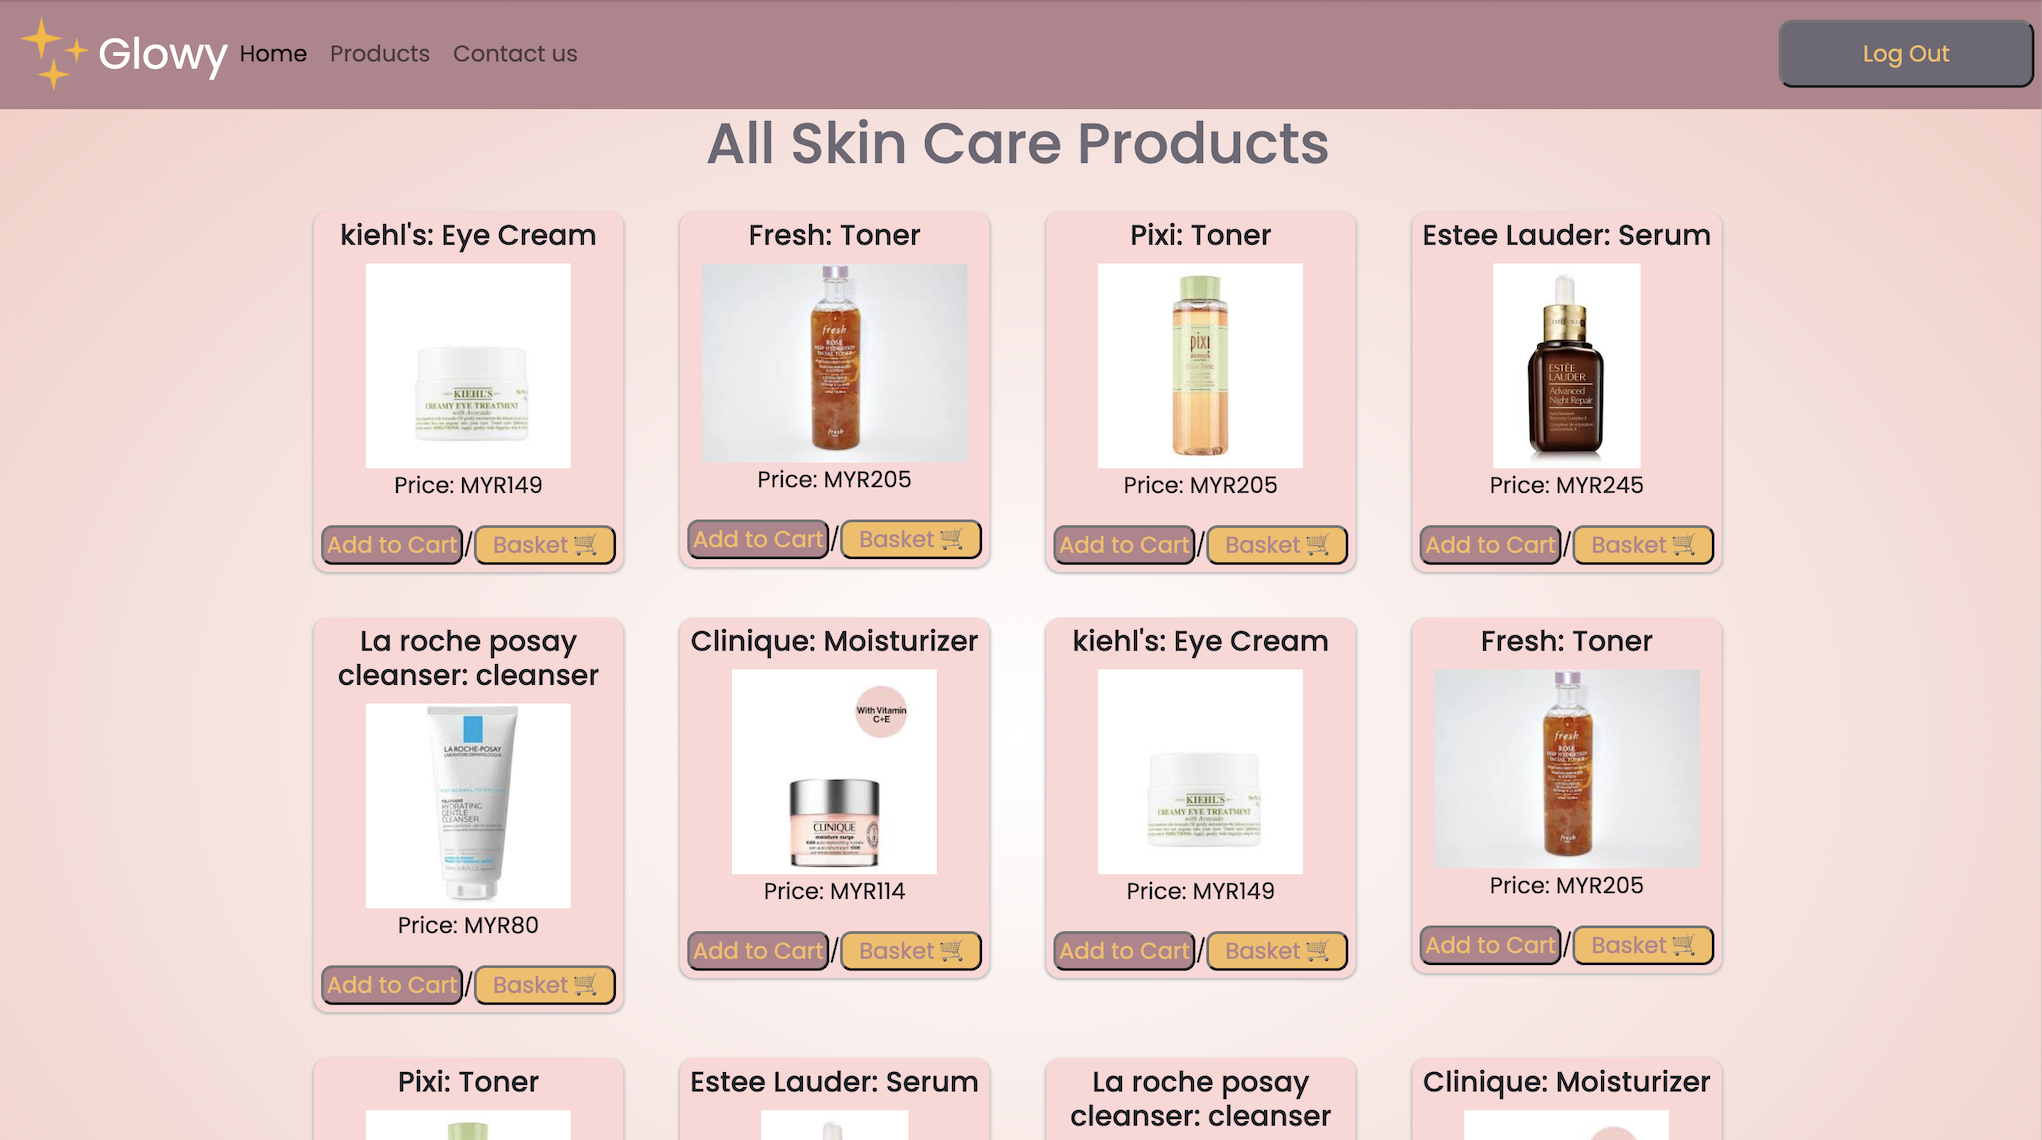 Glowy Home Products Contact us Log Out
All Skin Care Products
kiehl's: Eye Cream
KIEHL'S
CREAMY EYE TREATMENT
with Avocado
Price: MYR149
Add to Cart/ Basket 🛒
Fresh: Toner
fresh
ROSE
DEEP HYDRATION
FACIAL TONER
fresh
Price: MYR205
Add to Cart/ Basket 🛒
Pixi: Toner
pixi
Price: MYR205
Add to Cart/ Basket 🛒
Estee Lauder: Serum
ESTĒE
LAUDER
Advanced
Night Repair
Price: MYR245
Add to Cart/ Basket 🛒
La roche posay
cleanser: cleanser
LA ROCHE-POSAY
HYDRATING
GENTLE
CLEANSER
Price: MYR80
Add to Cart/ Basket 🛒
Clinique: Moisturizer
With Vitamin
C+E
CLINIQUE
moisture surge
Price: MYR114
Add to Cart/ Basket 🛒
kiehl's: Eye Cream
KIEHL'S
CREAMY EYE TREATMENT
with Avocado
Price: MYR149
Add to Cart/ Basket 🛒
Fresh: Toner
fresh
ROSE
DEEP HYDRATION
FACIAL TONER
fresh
Price: MYR205
Add to Cart/ Basket 🛒
Pixi: Toner
Estee Lauder: Serum
La roche posay
cleanser: cleanser
Clinique: Moisturizer